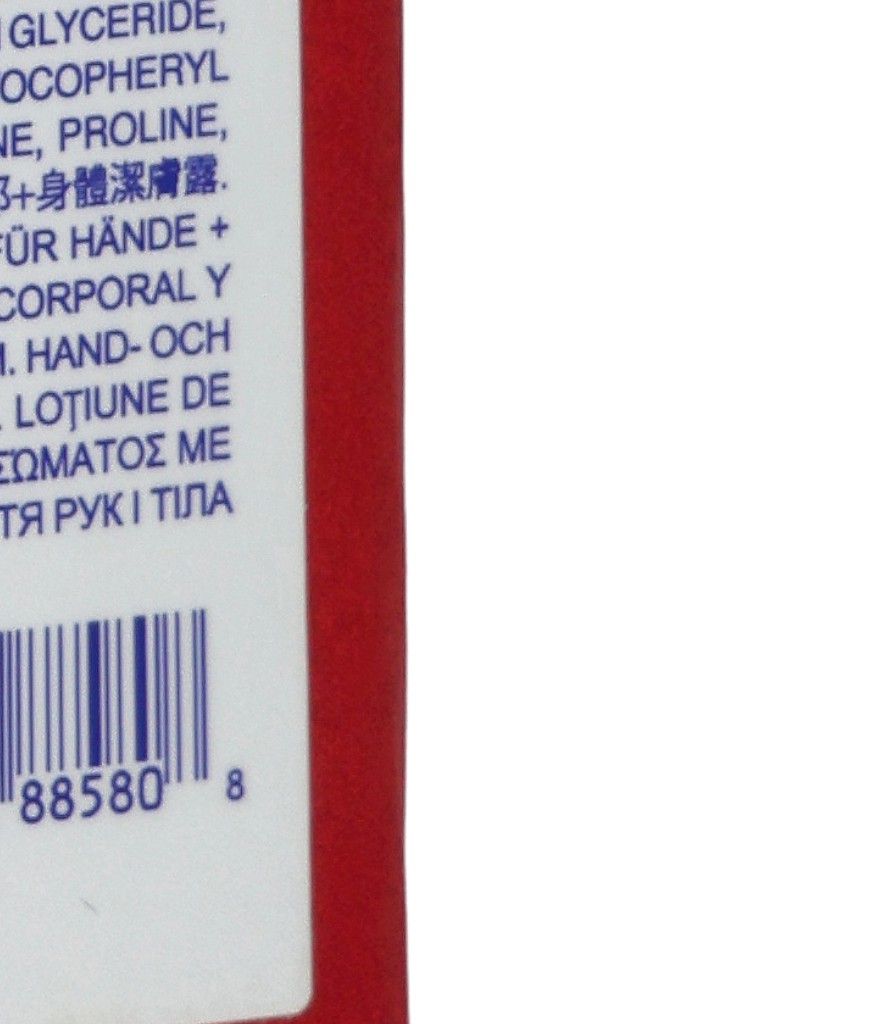 GLYCERIDE,
OCOPHERYL
NE, PROLINE,
+身體潔膚露.
FÜR HÄNDE +
CORPORAL Y
. HAND- OCH
. LOŢIUNE DE
ΣΏΜΑΤΟΣ ΜΕ
ТЯ РУК І ТІЛА
88580 8